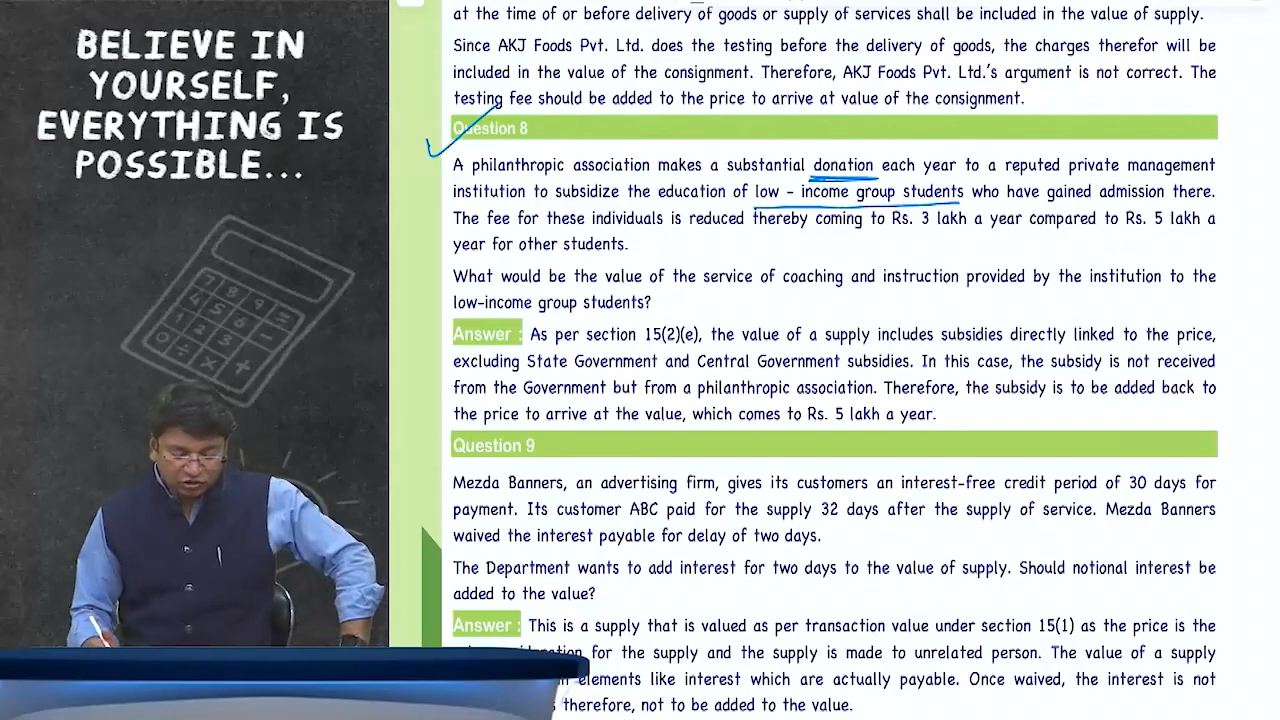 BELIEVE IN
YOURSELF,
EVERYTHING IS
POSSIBLE...
at the time of or before delivery of goods or supply of services shall be included in the value of supply.
Since AKJ Foods Pvt. Ltd. does the testing before the delivery of goods, the charges therefor will be
included in the value of the consignment. Therefore, AKJ Foods Pvt. Ltd.'s argument is not correct. The
testing fee should be added to the price to arrive at value of the consignment.
Question 8
A philanthropic association makes a substantial donation each year to a reputed private management
institution to subsidize the education of low - income group students who have gained admission there.
The fee for these individuals is reduced thereby coming to Rs. 3 lakh a year compared to Rs. 5 lakh a
year for other students.
What would be the value of the service of coaching and instruction provided by the institution to the
low-income group students?
Answer : As per section 15(2)(e), the value of a supply includes subsidies directly linked to the price,
excluding State Government and Central Government subsidies. In this case, the subsidy is not received
from the Government but from a philanthropic association. Therefore, the subsidy is to be added back to
the price to arrive at the value, which comes to Rs. 5 lakh a year.
Question 9
Mezda Banners, an advertising firm, gives its customers an interest-free credit period of 30 days for
payment. Its customer ABC paid for the supply 32 days after the supply of service. Mezda Banners
waived the interest payable for delay of two days.
The Department wants to add interest for two days to the value of supply. Should notional interest be
added to the value?
Answer : This is a supply that is valued as per transaction value under section 15(1) as the price is the
for the supply and the supply is made to unrelated person. The value of a supply
elements like interest which are actually payable. Once waived, the interest is not
therefore, not to be added to the value.